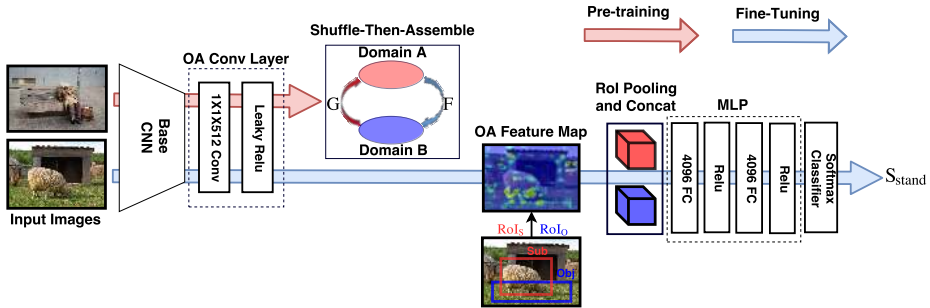 Pre-training
Fine-Tuning
Shuffle-Then-Assemble
Domain A
G
F
Domain B
OA Conv Layer
Base
CNN
1X1X512 Conv
Leaky Relu
Input Images
OA Feature Map
RoI_S
RoI_O
Sub
Obj
RoI Pooling
and Concat
MLP
4096 FC
Relu
4096 FC
Relu
Softmax
Classifier
S_stand